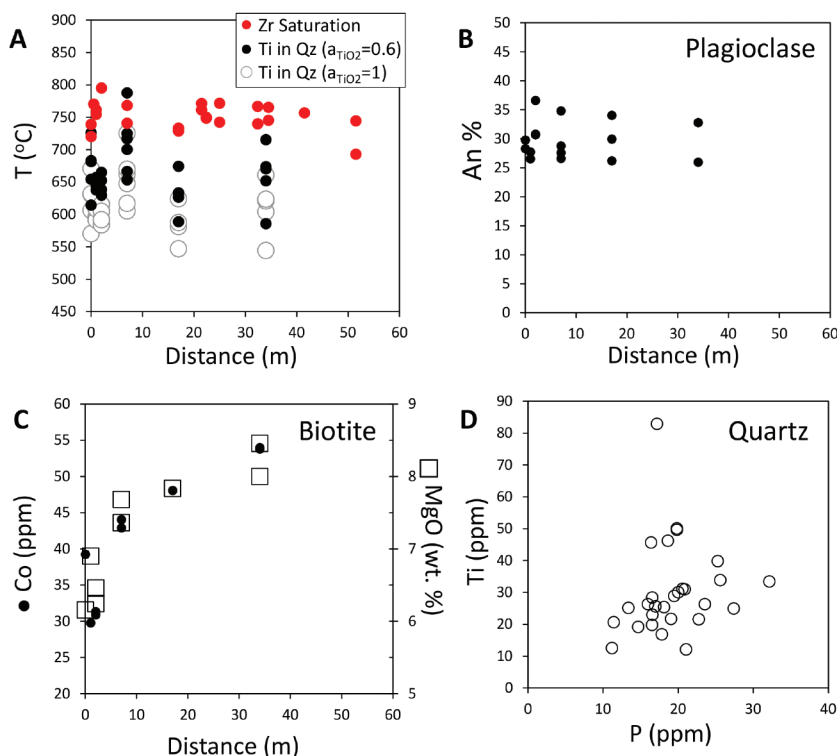 A
Zr Saturation
Ti in Qz (aTiO2=0.6)
Ti in Qz (aTiO2=1)
900
850
800
750
700
650
600
550
500
450
T (oC)
0 10 20 30 40 50 60
Distance (m)
B
Plagioclase
50
45
40
35
30
25
20
15
10
5
0
An %
0 10 20 30 40 50 60
Distance (m)
C
Biotite
60
55
50
45
40
35
30
25
20
Co (ppm)
9
8
7
6
5
MgO (wt. %)
0 10 20 30 40 50 60
Distance (m)
D
Quartz
90
80
70
60
50
40
30
20
10
0
Ti (ppm)
0 10 20 30 40
P (ppm)